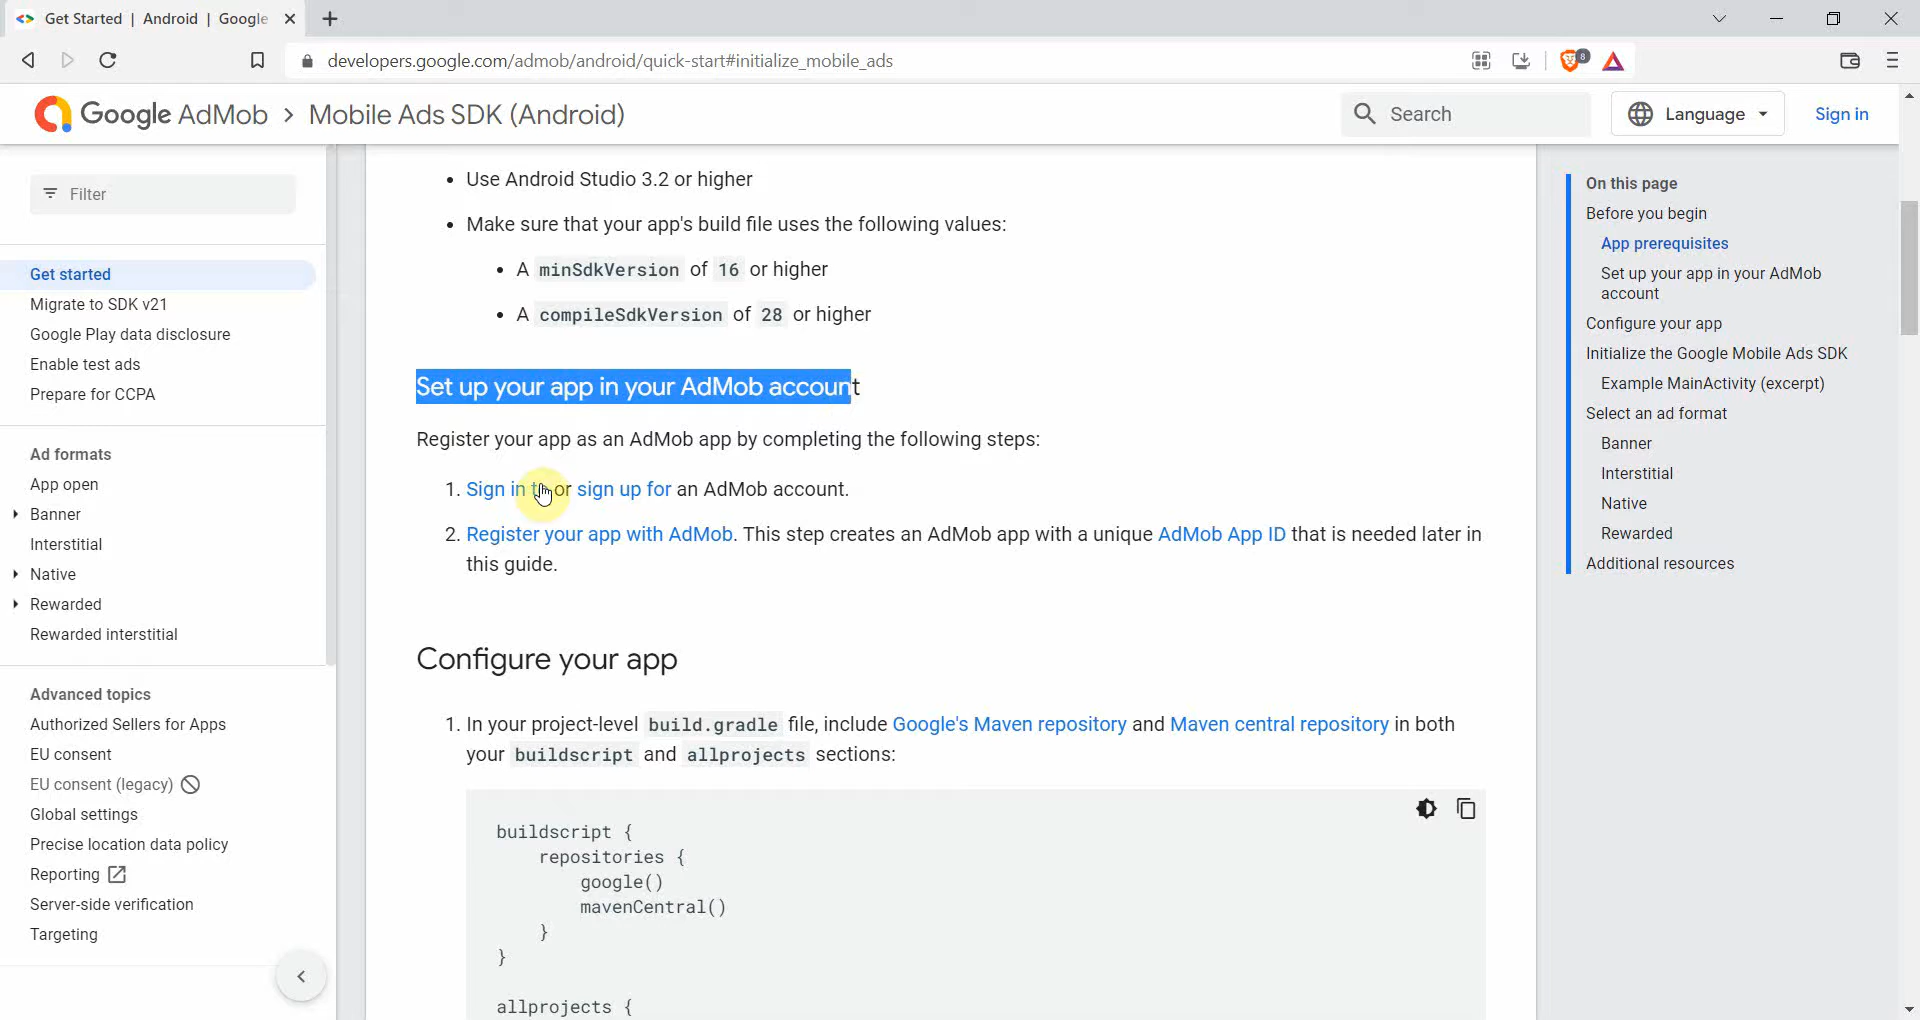 Get Started | Android | Google
developers.google.com/admob/android/quick-start#initialize_mobile_ads
8
Google AdMob > Mobile Ads SDK (Android)
Search
Language
Sign in
Filter
Get started
Migrate to SDK v21
Google Play data disclosure
Enable test ads
Prepare for CCPA
Ad formats
App open
Banner
Interstitial
Native
Rewarded
Rewarded interstitial
Advanced topics
Authorized Sellers for Apps
EU consent
EU consent (legacy)
Global settings
Precise location data policy
Reporting
Server-side verification
Targeting
• Use Android Studio 3.2 or higher
• Make sure that your app's build file uses the following values:
• A minSdkVersion of 16 or higher
• A compileSdkVersion of 28 or higher
Set up your app in your AdMob account
Register your app as an AdMob app by completing the following steps:
1. Sign in or sign up for an AdMob account.
2. Register your app with AdMob. This step creates an AdMob app with a unique AdMob App ID that is needed later in
this guide.
Configure your app
1. In your project-level build.gradle file, include Google's Maven repository and Maven central repository in both
your buildscript and allprojects sections:
buildscript {
repositories {
google()
mavenCentral()
}
}
allprojects {
On this page
Before you begin
App prerequisites
Set up your app in your AdMob
account
Configure your app
Initialize the Google Mobile Ads SDK
Example MainActivity (excerpt)
Select an ad format
Banner
Interstitial
Native
Rewarded
Additional resources